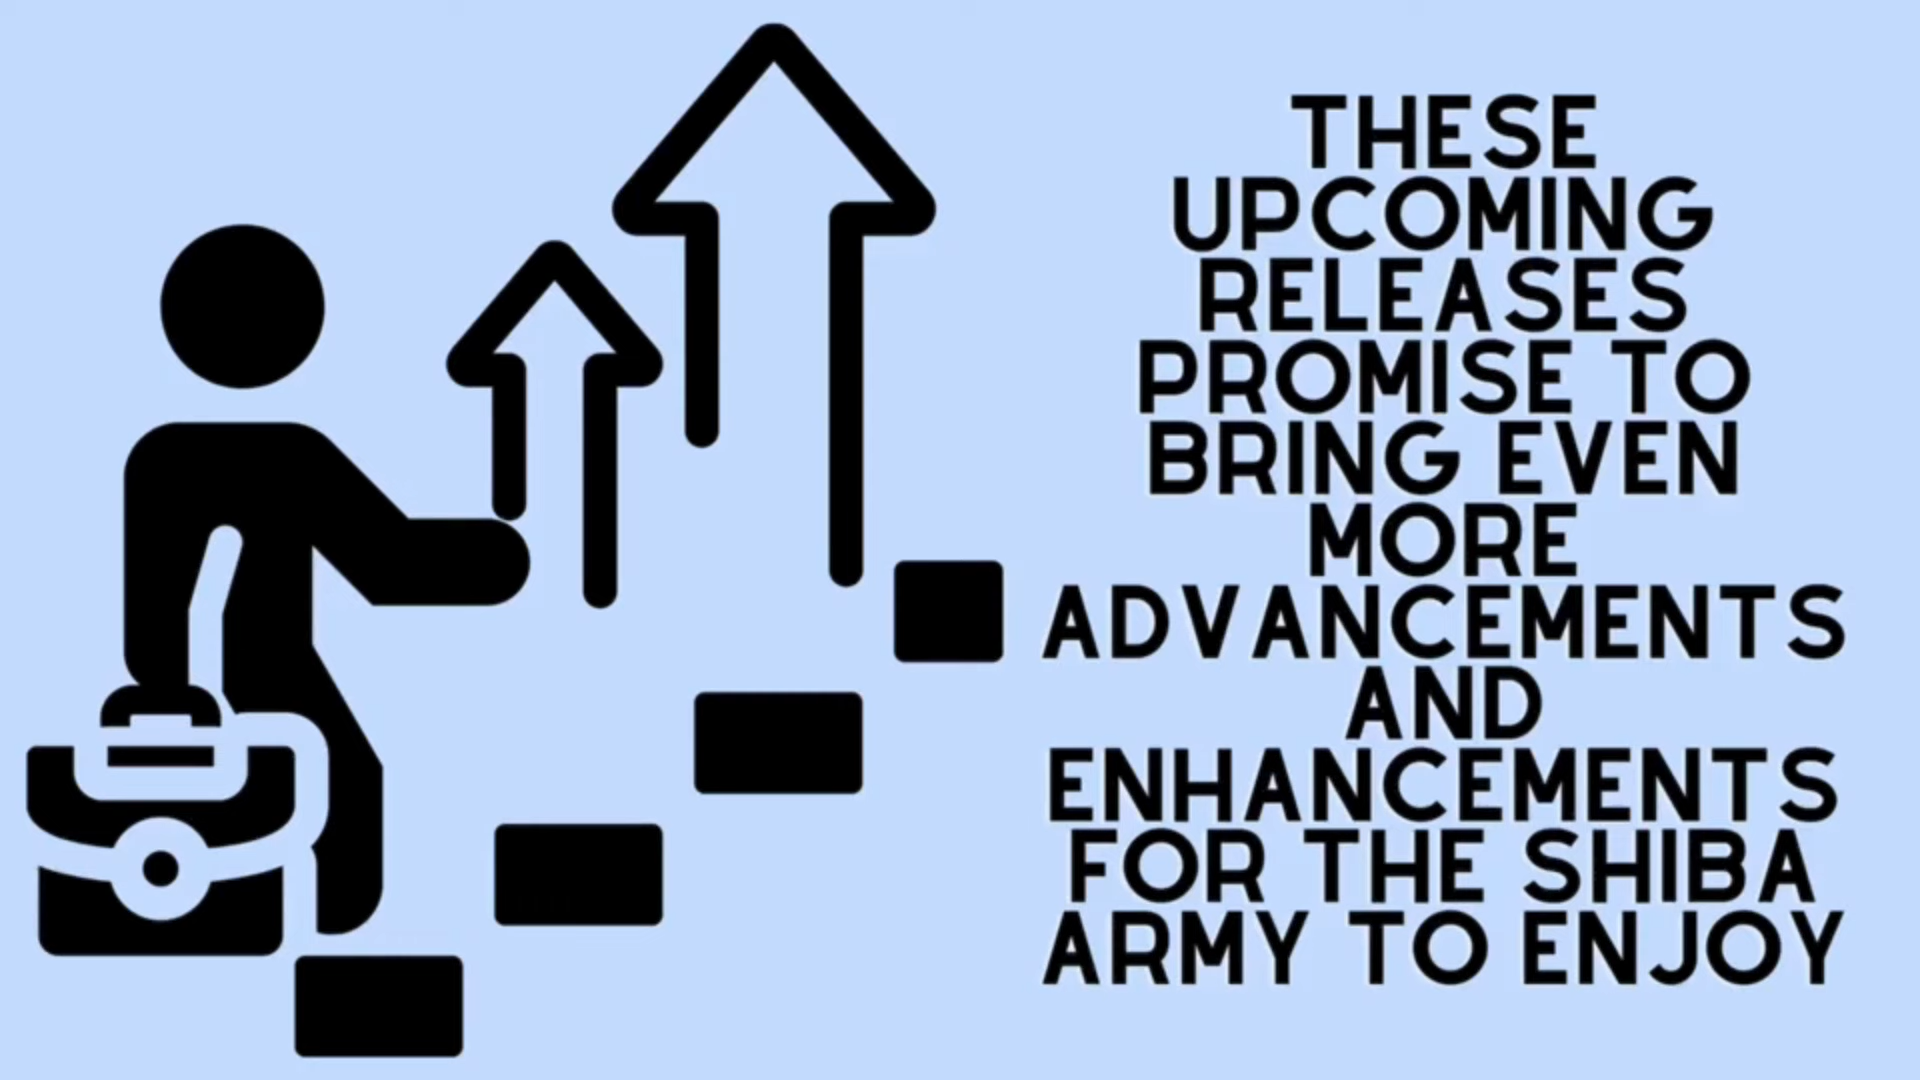 THESE
UPCOMING
RELEASES
PROMISE TO
BRING EVEN
MORE
ADVANCEMENTS
AND
ENHANCEMENTS
FOR THE SHIBA
ARMY TO ENJOY